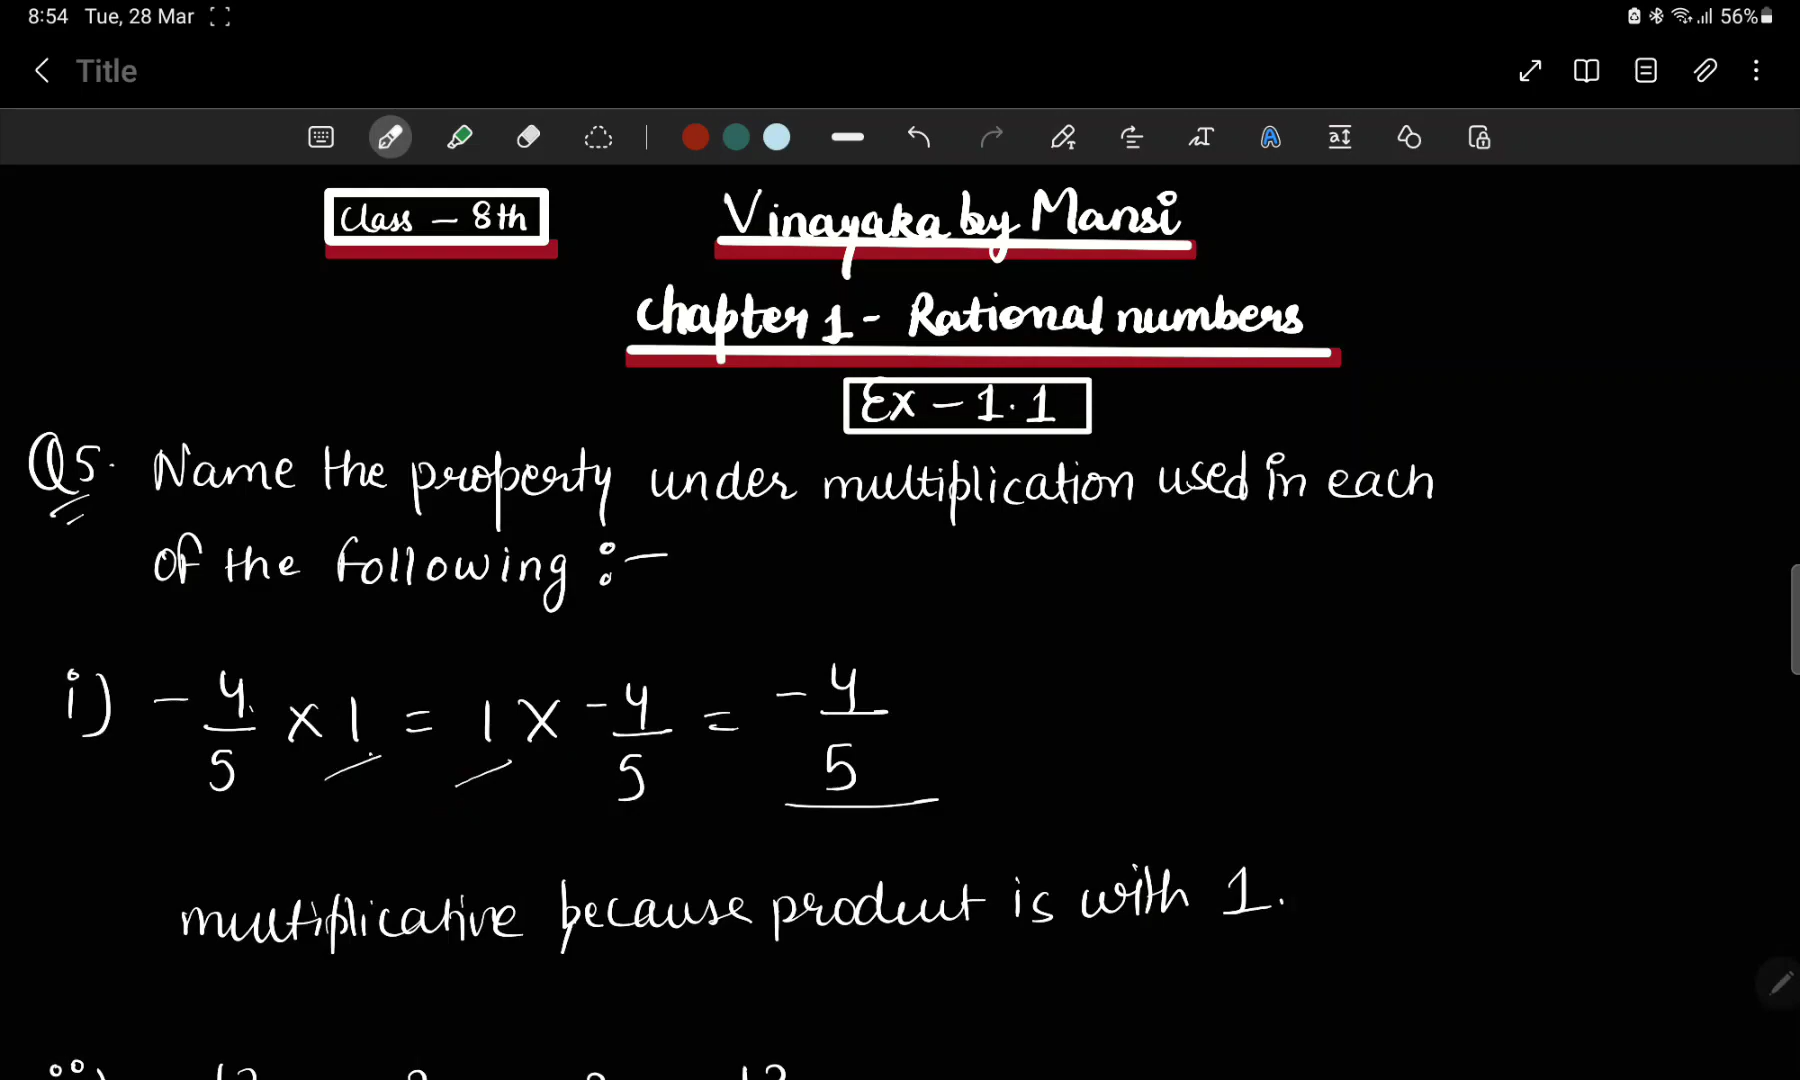 8:54 Tue, 28 Mar 56%
Title
Class – 8th Vinayaka by Mansi
Chapter 1 - Rational numbers
Ex – 1.1
Q5. Name the property under multiplication used in each
of the following :–
i) -4/5 × 1 = 1 × -4/5 = -4/5
multiplicative because product is with 1.